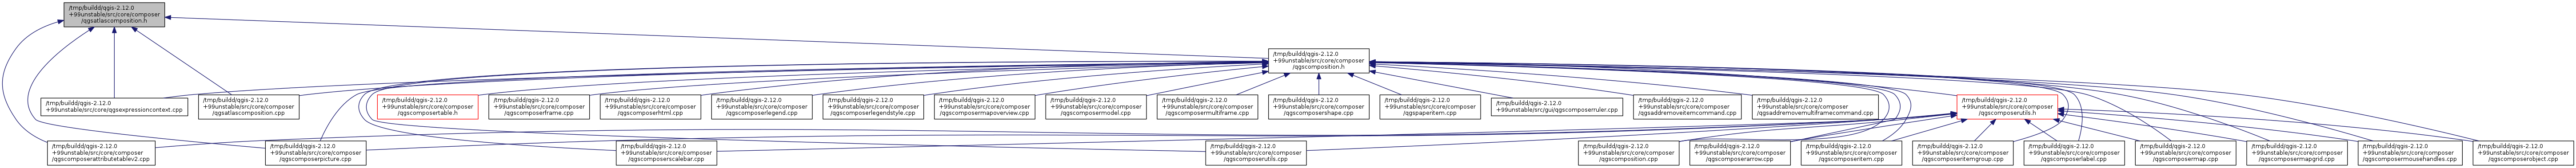 /tmp/buildd/qgis-2.12.0
+99unstable/src/core/composer
/qgsatlascomposition.h
/tmp/buildd/qgis-2.12.0
+99unstable/src/core/composer
/qgscomposition.h
/tmp/buildd/qgis-2.12.0
+99unstable/src/core/qgsexpressioncontext.cpp
/tmp/buildd/qgis-2.12.0
+99unstable/src/core/composer
/qgsatlascomposition.cpp
/tmp/buildd/qgis-2.12.0
+99unstable/src/core/composer
/qgscomposertable.h
/tmp/buildd/qgis-2.12.0
+99unstable/src/core/composer
/qgscomposerframe.cpp
/tmp/buildd/qgis-2.12.0
+99unstable/src/core/composer
/qgscomposerhtml.cpp
/tmp/buildd/qgis-2.12.0
+99unstable/src/core/composer
/qgscomposerlegend.cpp
/tmp/buildd/qgis-2.12.0
+99unstable/src/core/composer
/qgscomposerlegendstyle.cpp
/tmp/buildd/qgis-2.12.0
+99unstable/src/core/composer
/qgscomposermapoverview.cpp
/tmp/buildd/qgis-2.12.0
+99unstable/src/core/composer
/qgscomposermodel.cpp
/tmp/buildd/qgis-2.12.0
+99unstable/src/core/composer
/qgscomposermultiframe.cpp
/tmp/buildd/qgis-2.12.0
+99unstable/src/core/composer
/qgscomposershape.cpp
/tmp/buildd/qgis-2.12.0
+99unstable/src/core/composer
/qgspaperitem.cpp
/tmp/buildd/qgis-2.12.0
+99unstable/src/gui/qgscomposerruler.cpp
/tmp/buildd/qgis-2.12.0
+99unstable/src/core/composer
/qgsaddremoveitemcommand.cpp
/tmp/buildd/qgis-2.12.0
+99unstable/src/core/composer
/qgsaddremovemultiframecommand.cpp
/tmp/buildd/qgis-2.12.0
+99unstable/src/core/composer
/qgscomposerutils.h
/tmp/buildd/qgis-2.12.0
+99unstable/src/core/composer
/qgscomposerattributetablev2.cpp
/tmp/buildd/qgis-2.12.0
+99unstable/src/core/composer
/qgscomposerpicture.cpp
/tmp/buildd/qgis-2.12.0
+99unstable/src/core/composer
/qgscomposerscalebar.cpp
/tmp/buildd/qgis-2.12.0
+99unstable/src/core/composer
/qgscomposerutils.cpp
/tmp/buildd/qgis-2.12.0
+99unstable/src/core/composer
/qgscomposition.cpp
/tmp/buildd/qgis-2.12.0
+99unstable/src/core/composer
/qgscomposerarrow.cpp
/tmp/buildd/qgis-2.12.0
+99unstable/src/core/composer
/qgscomposeritem.cpp
/tmp/buildd/qgis-2.12.0
+99unstable/src/core/composer
/qgscomposeritemgroup.cpp
/tmp/buildd/qgis-2.12.0
+99unstable/src/core/composer
/qgscomposerlabel.cpp
/tmp/buildd/qgis-2.12.0
+99unstable/src/core/composer
/qgscomposermap.cpp
/tmp/buildd/qgis-2.12.0
+99unstable/src/core/composer
/qgscomposermapgrid.cpp
/tmp/buildd/qgis-2.12.0
+99unstable/src/core/composer
/qgscomposermousehandles.cpp
/tmp/buildd/qgis-2.12.0
+99unstable/src/core/composer
/qgscomposerobject.cpp